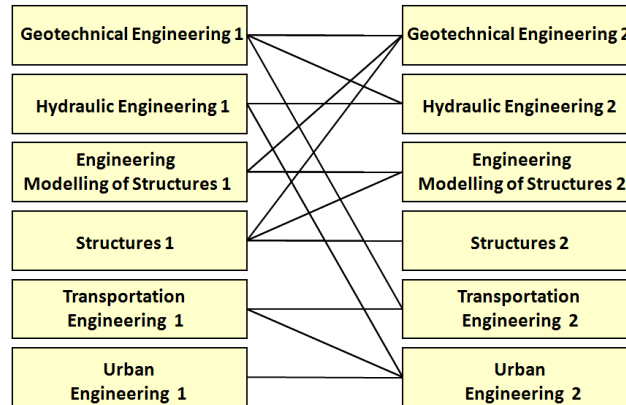 Geotechnical Engineering 1
Geotechnical Engineering 2
Hydraulic Engineering 1
Hydraulic Engineering 2
Engineering
Modelling of Structures 1
Engineering
Modelling of Structures 2
Structures 1
Structures 2
Transportation
Engineering 1
Transportation
Engineering 2
Urban
Engineering 1
Urban
Engineering 2